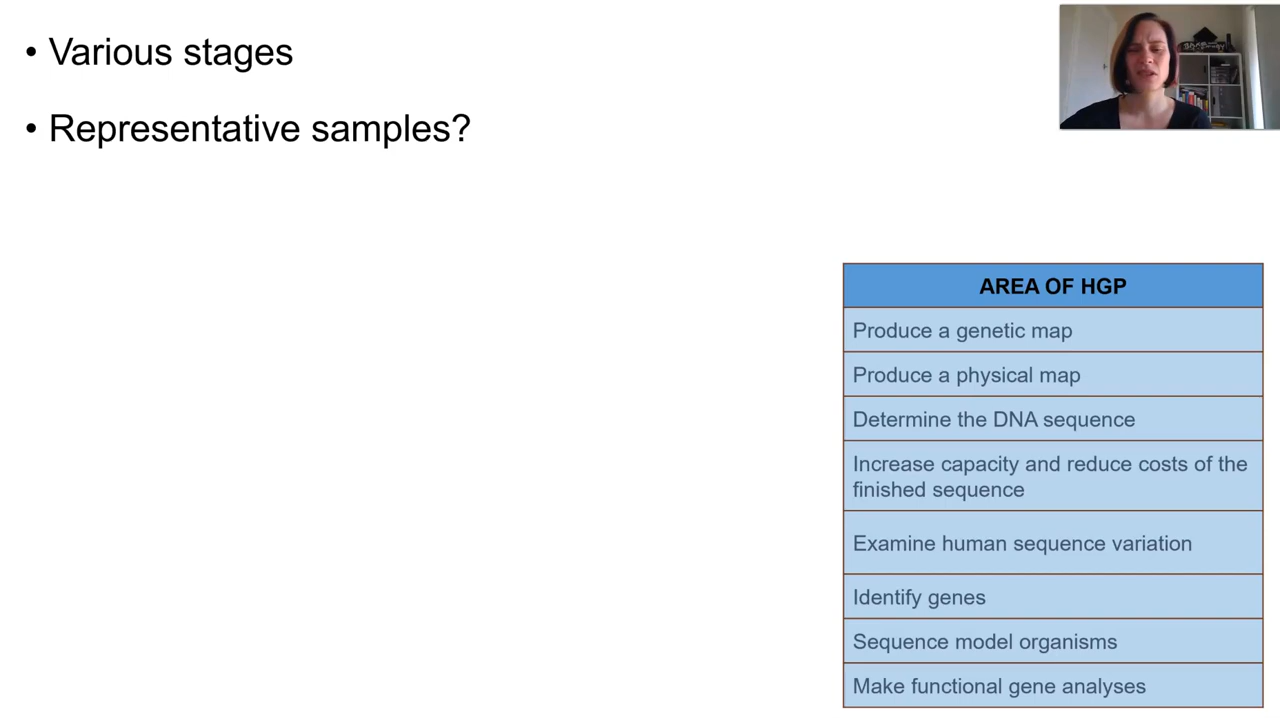 • Various stages
• Representative samples?
AREA OF HGP
Produce a genetic map
Produce a physical map
Determine the DNA sequence
Increase capacity and reduce costs of the
finished sequence
Examine human sequence variation
Identify genes
Sequence model organisms
Make functional gene analyses